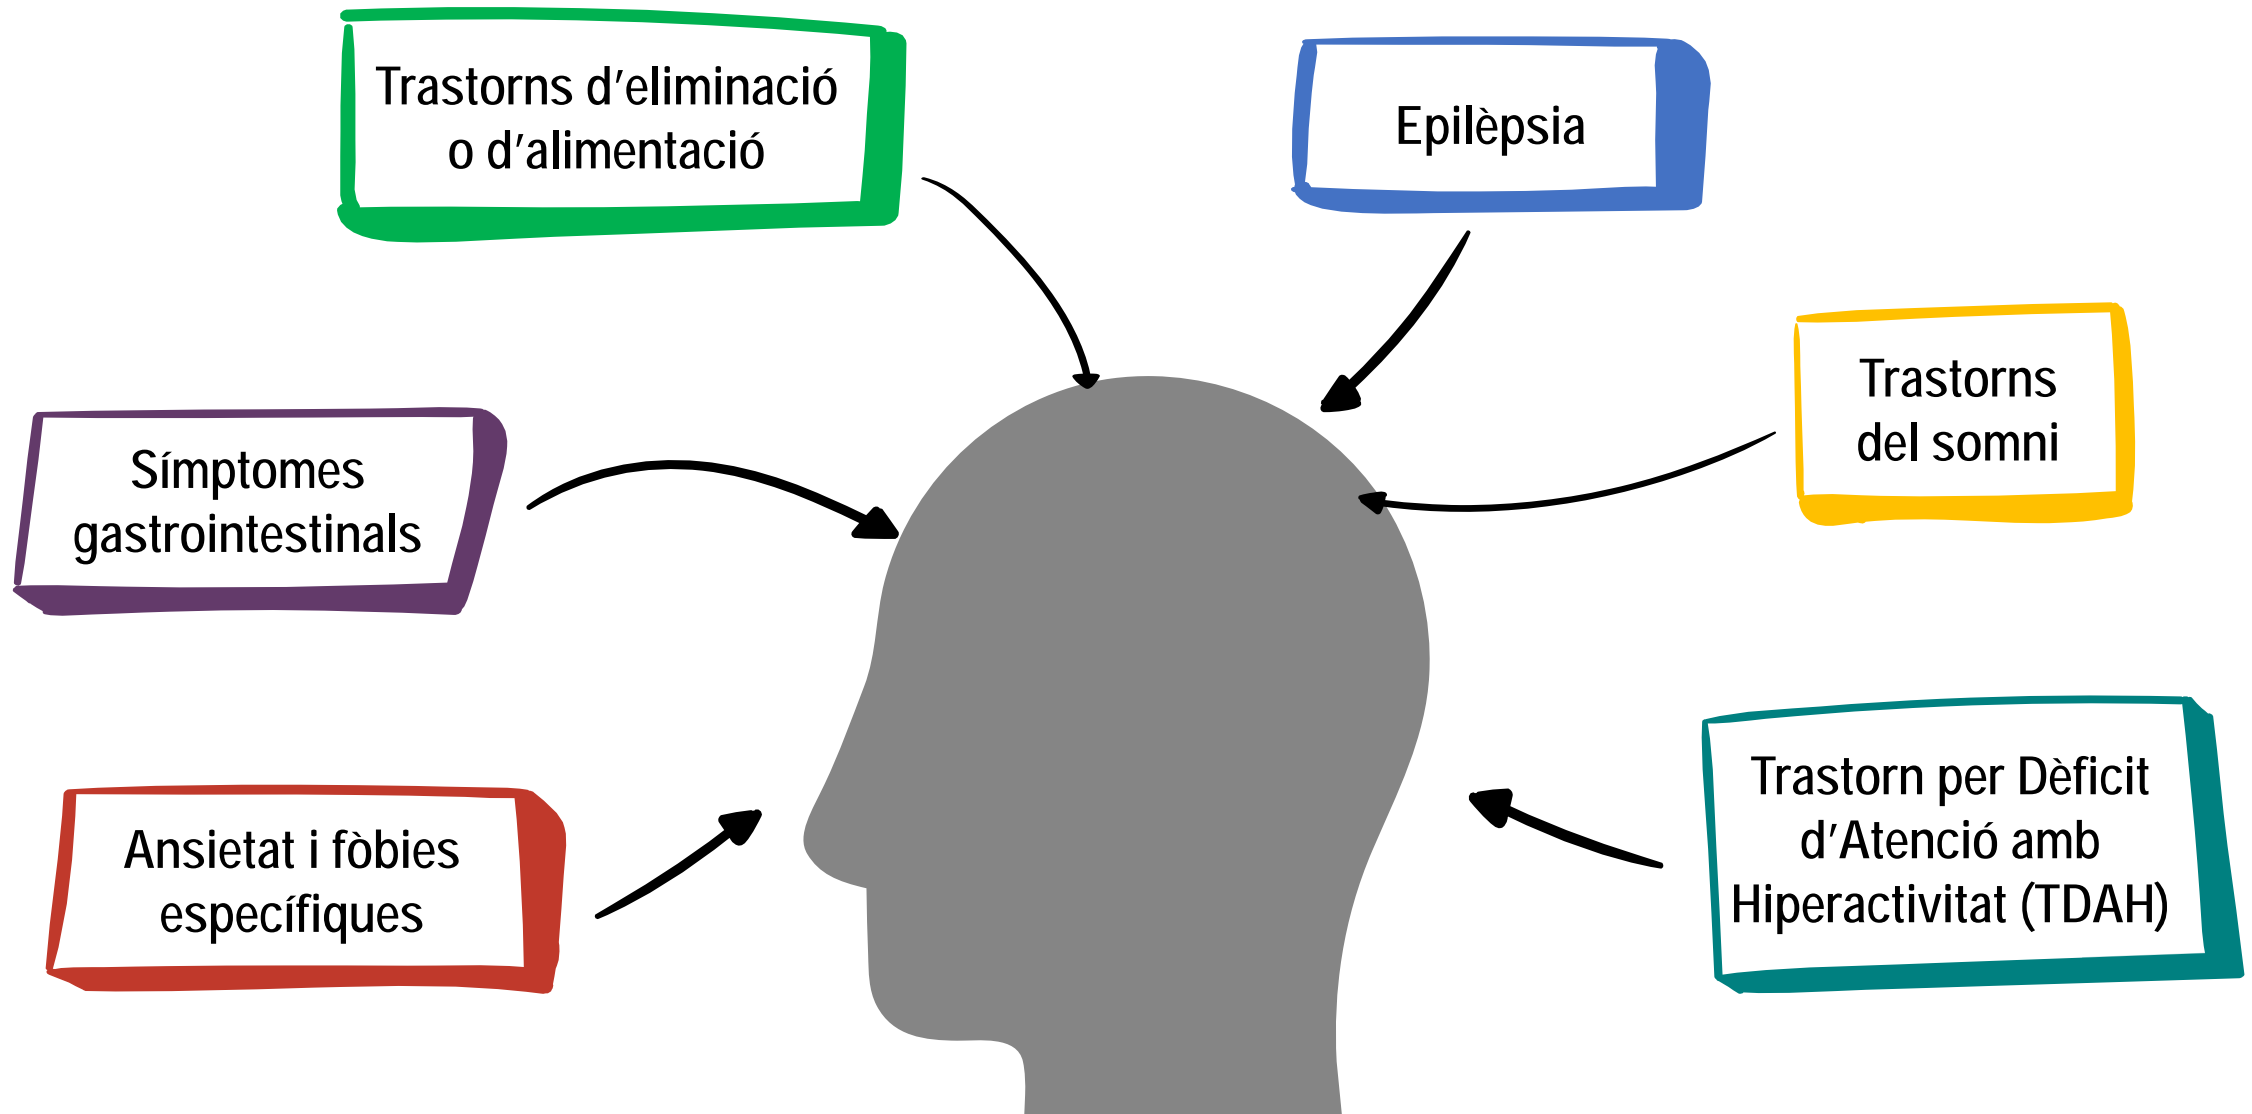 Trastorns d’eliminació
o d’alimentació
Epilèpsia
Trastorns
del somni
Símptomes
gastrointestinals
Trastorn per Dèficit
d’Atenció amb
Hiperactivitat (TDAH)
Ansietat i fòbies
específiques